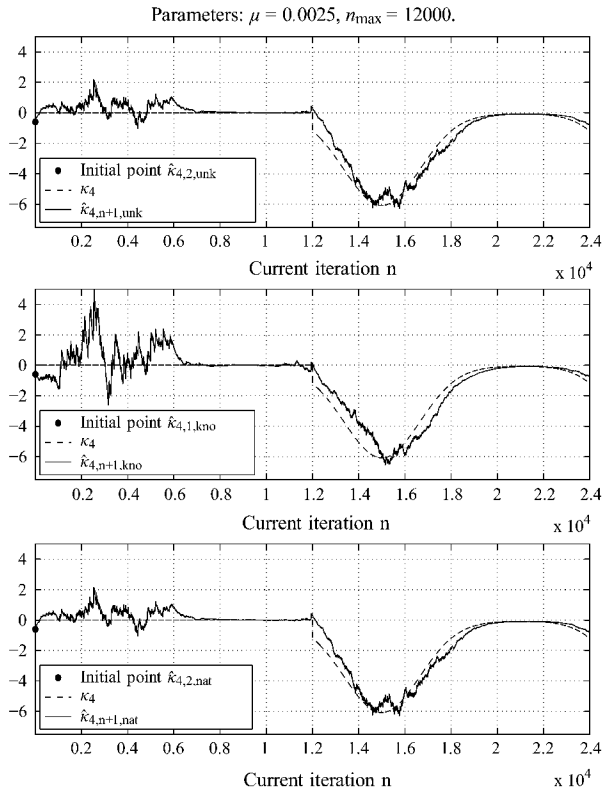 Parameters: μ = 0.0025, n_max = 12000.
4
2
0
−2
−4
−6
Initial point κ̂_4,2,unk
κ_4
κ̂_4,n+1,unk
0.2 0.4 0.6 0.8 1 1.2 1.4 1.6 1.8 2 2.2 2.4
Current iteration n
x 10^4
4
2
0
−2
−4
−6
Initial point κ̂_4,1,kno
κ_4
κ̂_4,n+1,kno
0.2 0.4 0.6 0.8 1 1.2 1.4 1.6 1.8 2 2.2 2.4
Current iteration n
x 10^4
4
2
0
−2
−4
−6
Initial point κ̂_4,2,nat
κ_4
κ̂_4,n+1,nat
0.2 0.4 0.6 0.8 1 1.2 1.4 1.6 1.8 2 2.2 2.4
Current iteration n
x 10^4